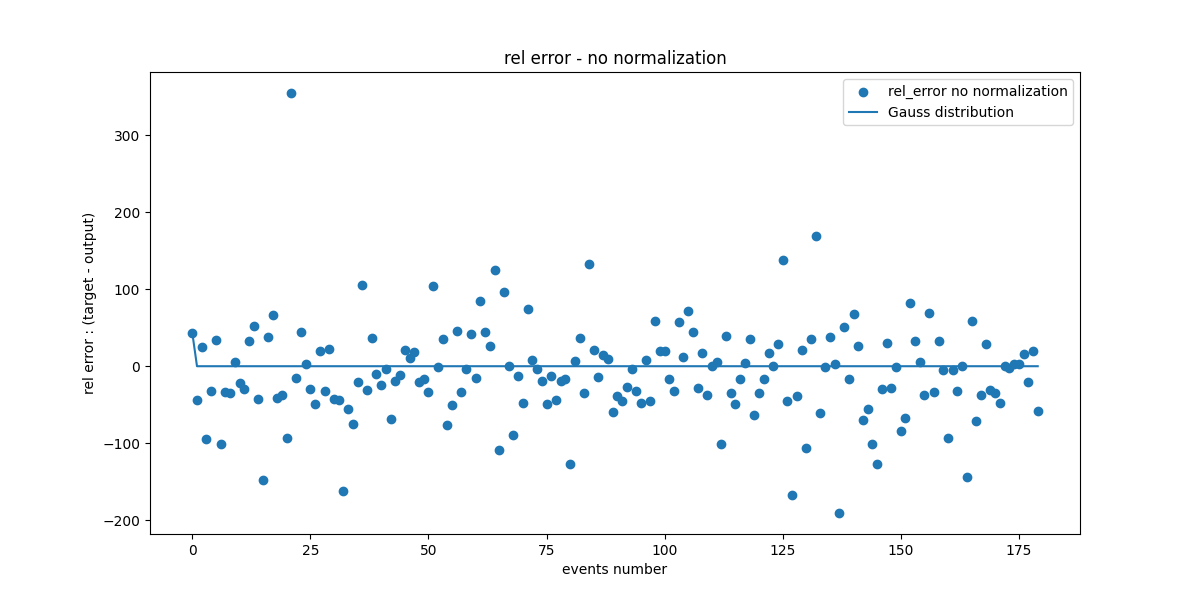 rel error - no normalization
rel_error no normalization
Gauss distribution
rel error : (target - output)
300
200
100
0
−100
−200
0
25
50
75
100
125
150
175
events number